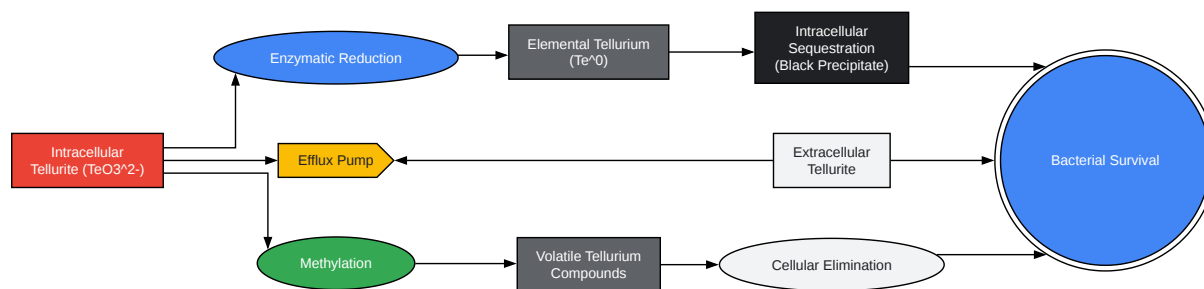 Enzymatic Reduction
Elemental Tellurium
(Te^0)
Intracellular
Sequestration
(Black Precipitate)
Intracellular
Tellurite (TeO3^2-)
Efflux Pump
Extracellular
Tellurite
Bacterial Survival
Methylation
Volatile Tellurium
Compounds
Cellular Elimination